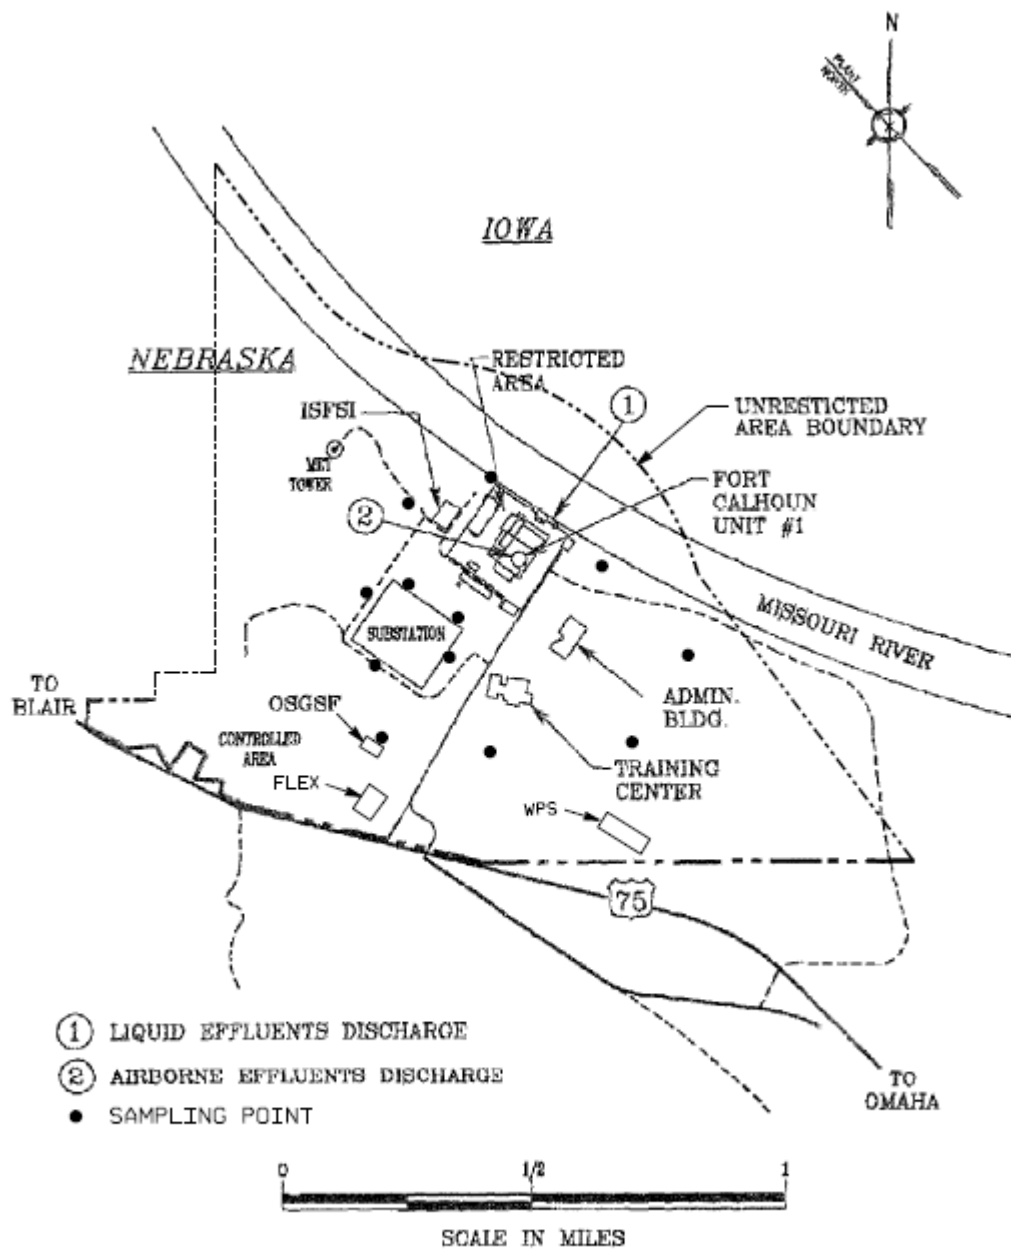 N
PLANT
NORTH
IOWA
NEBRASKA
RESTRICTED
AREA
ISFSI
1
UNRESTICTED
AREA BOUNDARY
MET
TOWER
2
FORT
CALHOUN
UNIT #1
MISSOURI RIVER
SUBSTATION
TO
BLAIR
OSGSF
ADMIN.
BLDG.
CONTROLLED
AREA
FLEX
TRAINING
CENTER
WPS
75
1 LIQUID EFFLUENTS DISCHARGE
2 AIRBORNE EFFLUENTS DISCHARGE
SAMPLING POINT
TO
OMAHA
0 1/2 1
SCALE IN MILES